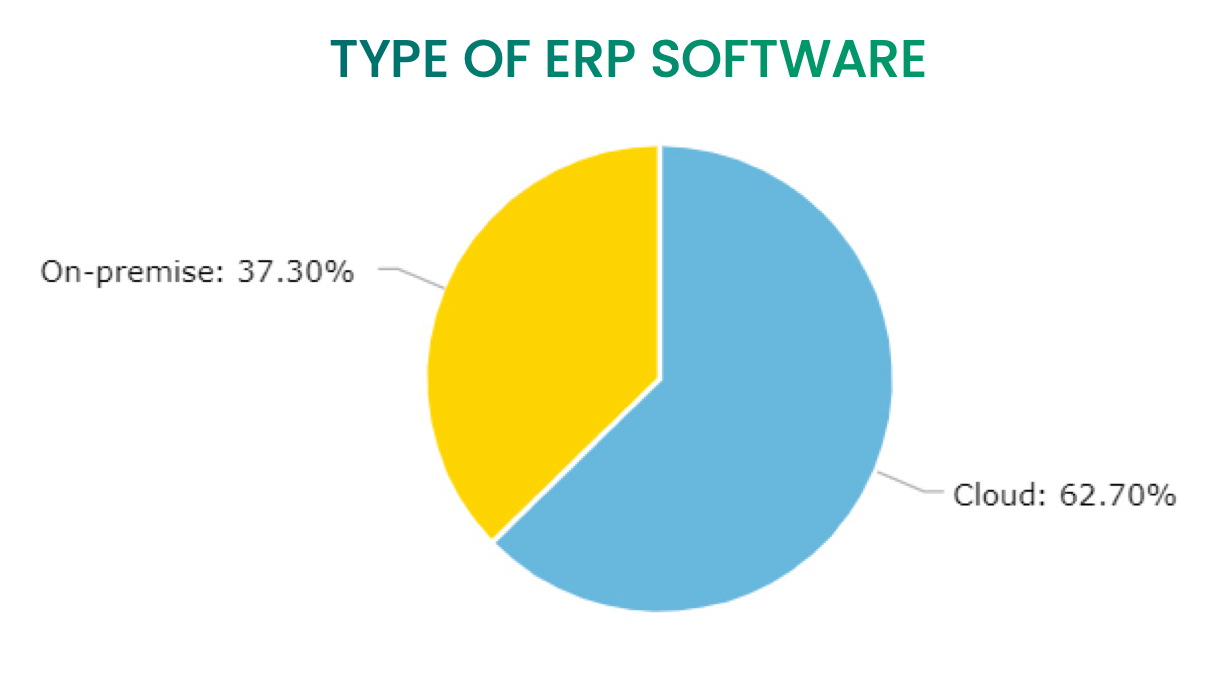 TYPE OF ERP SOFTWARE
On-premise: 37.30%
Cloud: 62.70%